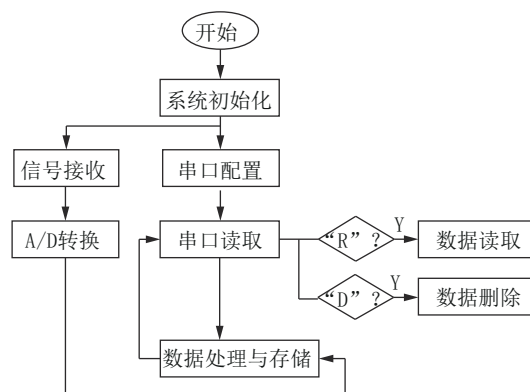 开始
系统初始化
信号接收
串口配置
A/D转换
串口读取
“R”?
Y
数据读取
“D”?
Y
数据删除
数据处理与存储